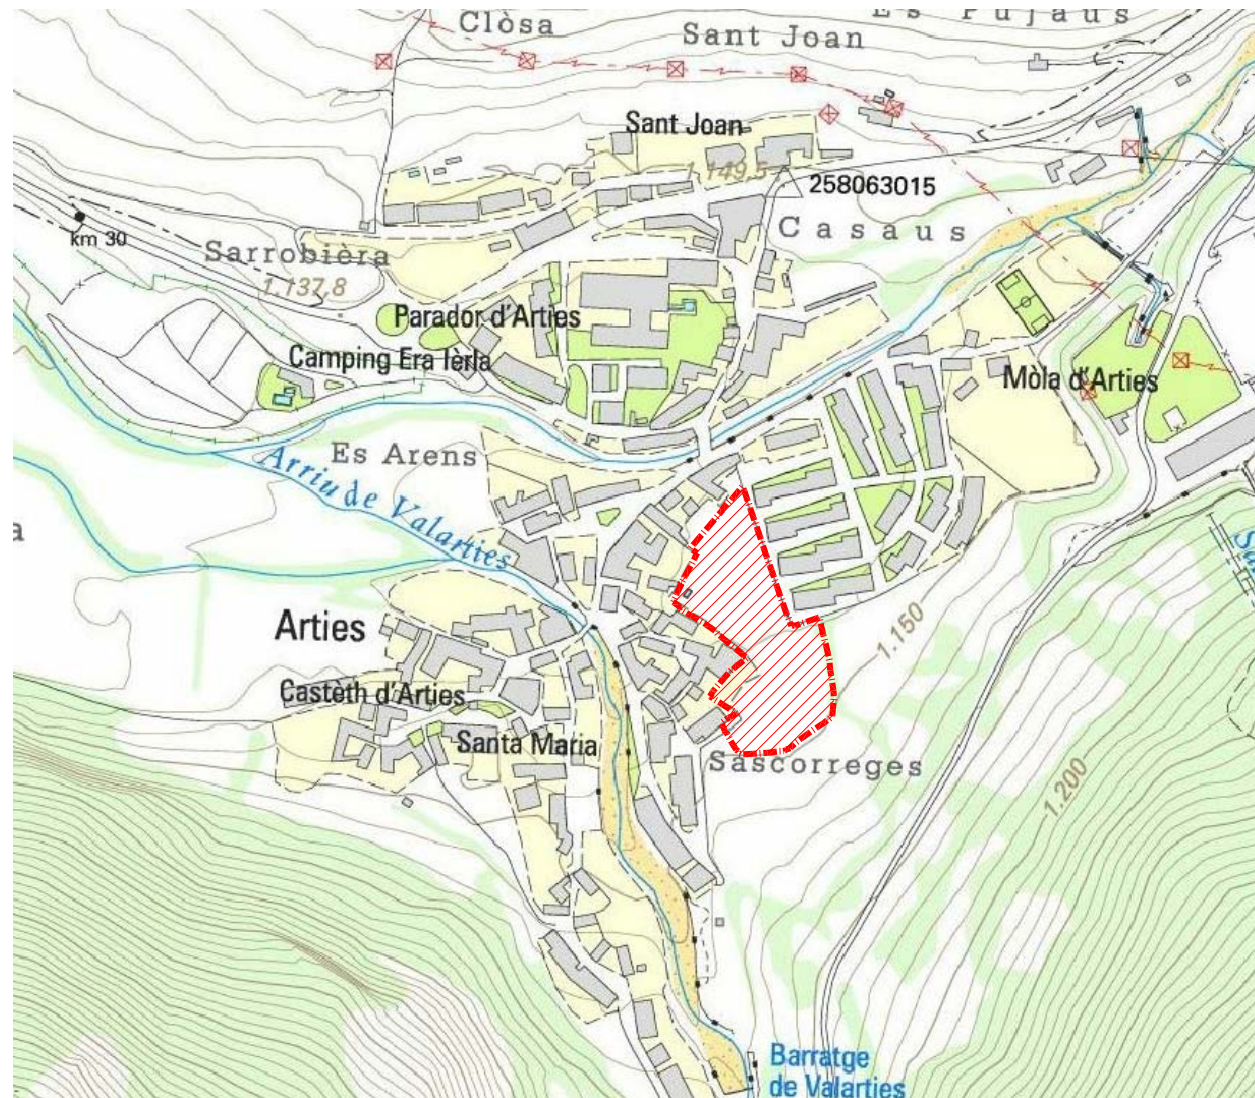 Clòsa
Es Pujaus
Sant Joan
Sant Joan
1.149,5
258063015
km 30
Casaus
Sarrobièra
1.137,8
Parador d'Arties
Camping Era Ièrla
Mòla d'Arties
Es Arens
Arriu de Valarties
a
Arties
1.150
Castèth d'Arties
Santa Maria
Sascorreges
1.200
Barratge
de Valarties